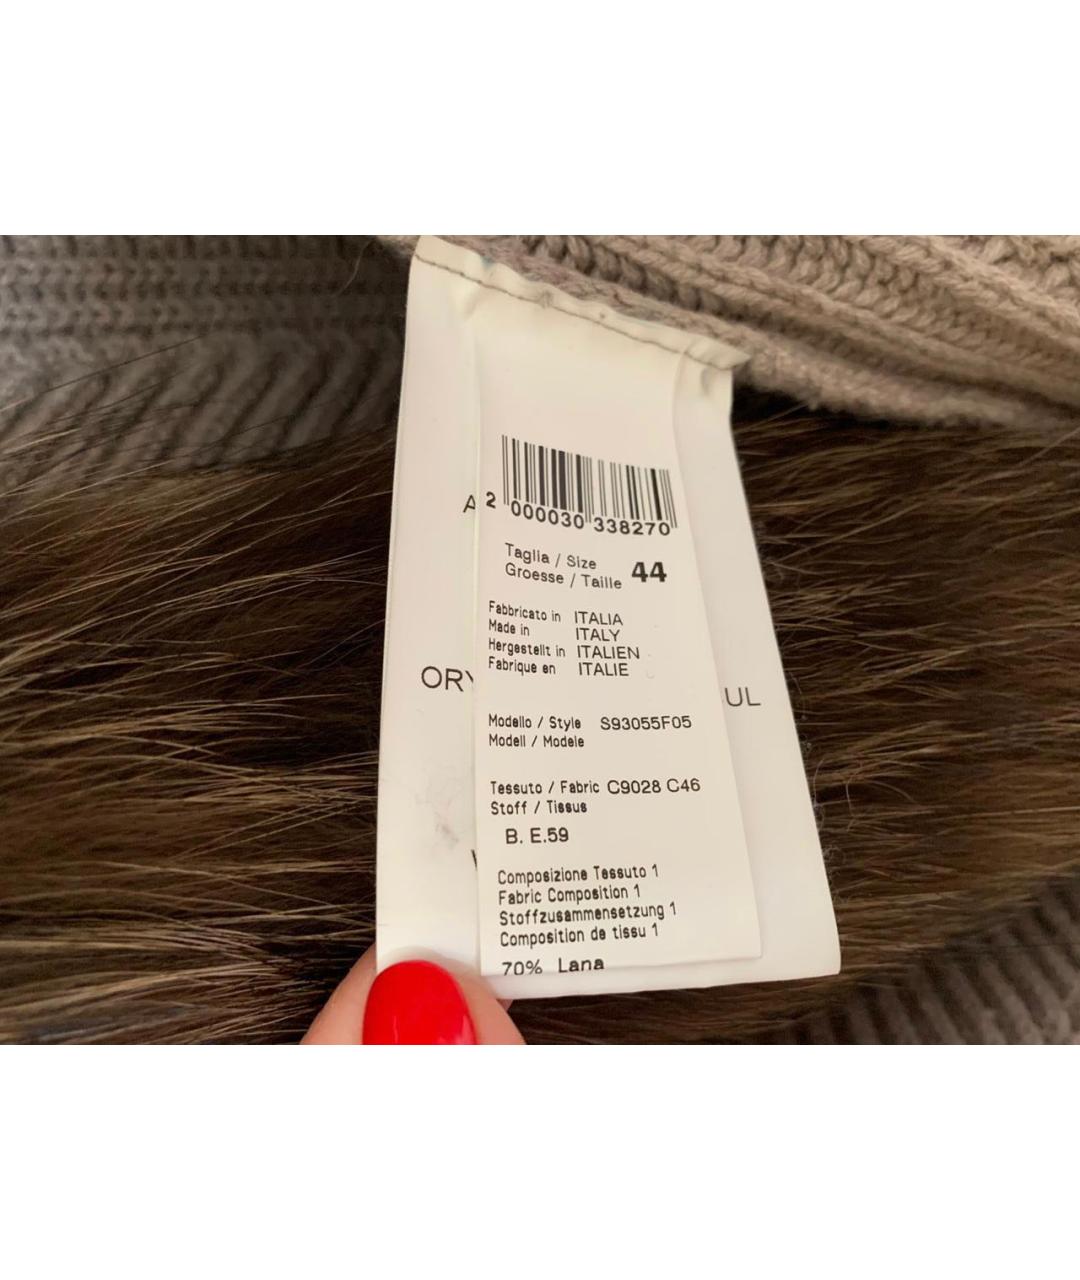 2 000030 338270
Taglia / Size
Groesse / Taille 44
Fabbricato in ITALIA
Made in ITALY
Hergestellt in ITALIEN
Fabrique en ITALIE
Modello / Style S93055F05
Modell / Modele
Tessuto / Fabric C9028 C46
Stoff / Tissus
B. E.59
Composizione Tessuto 1
Fabric Composition 1
Stoffzusammensetzung 1
Composition de tissu 1
70% Lana